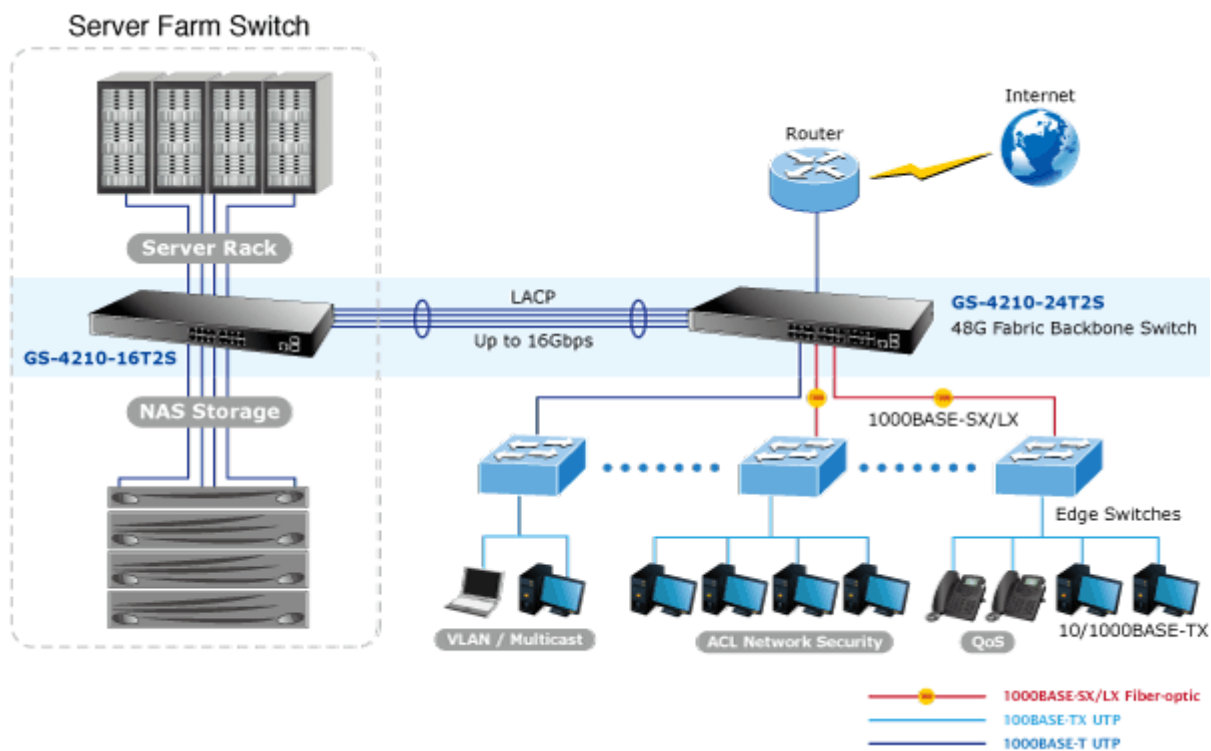 Server Farm Switch
Internet
Router
Server Rack
LACP
GS-4210-24T2S
48G Fabric Backbone Switch
Up to 16Gbps
GS-4210-16T2S
NAS Storage
1000BASE-SX/LX
Edge Switches
VLAN / Multicast
ACL Network Security
QoS
10/1000BASE-TX
1000BASE-SX/LX Fiber-optic
100BASE-TX UTP
1000BASE-T UTP